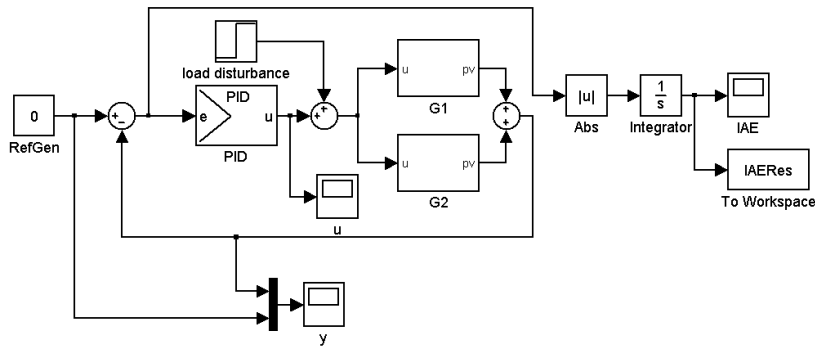 load disturbance
0
RefGen
+
−
PID
e
u
PID
+
+
u
pv
G1
u
pv
G2
+
+
u
|u|
Abs
1
s
Integrator
IAE
IAERes
To Workspace
y